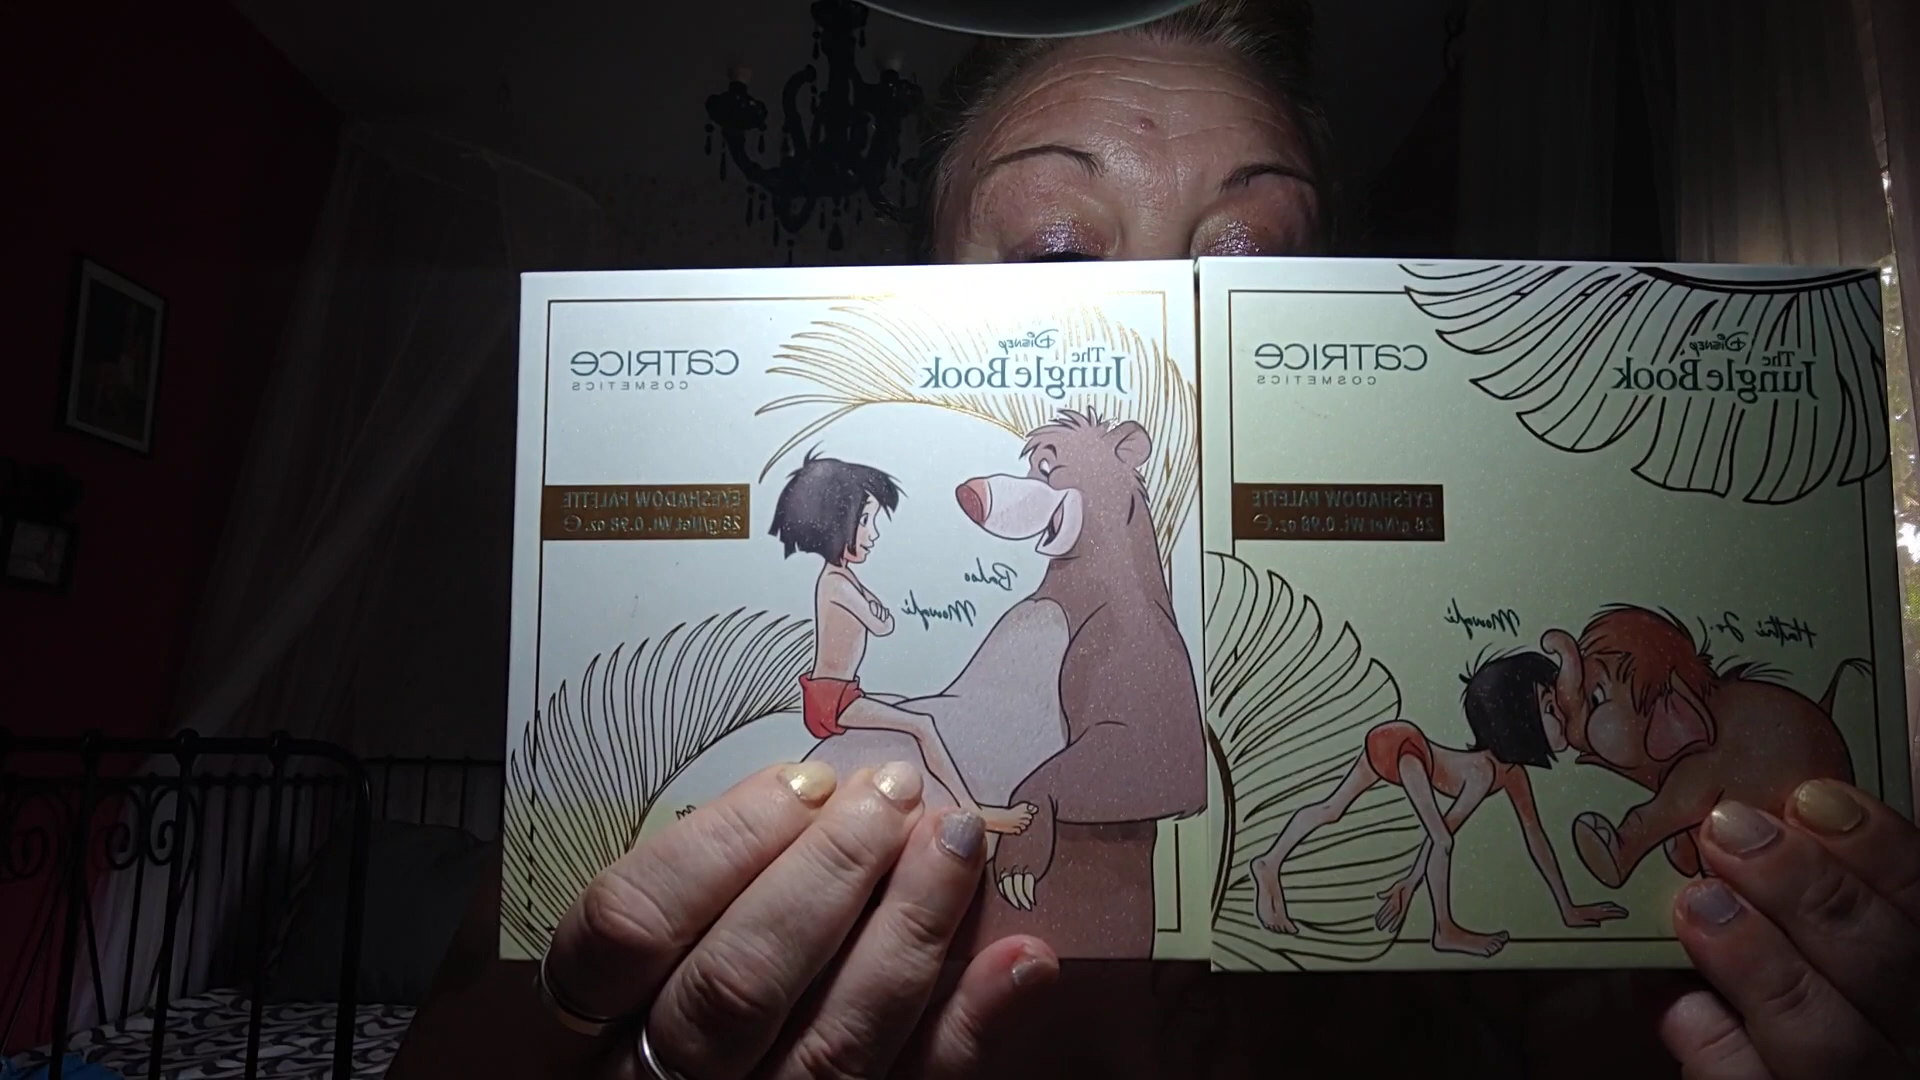 CATRICE
COSMETICS
Disney
The
Jungle Book
EYESHADOW PALETTE
28 g/Net Wt. 0.98 oz. ℮
Baloo
Mowgli
CATRICE
COSMETICS
Disney
The
Jungle Book
EYESHADOW PALETTE
28 g/Net Wt. 0.98 oz. ℮
Mowgli
Hathi Jr.